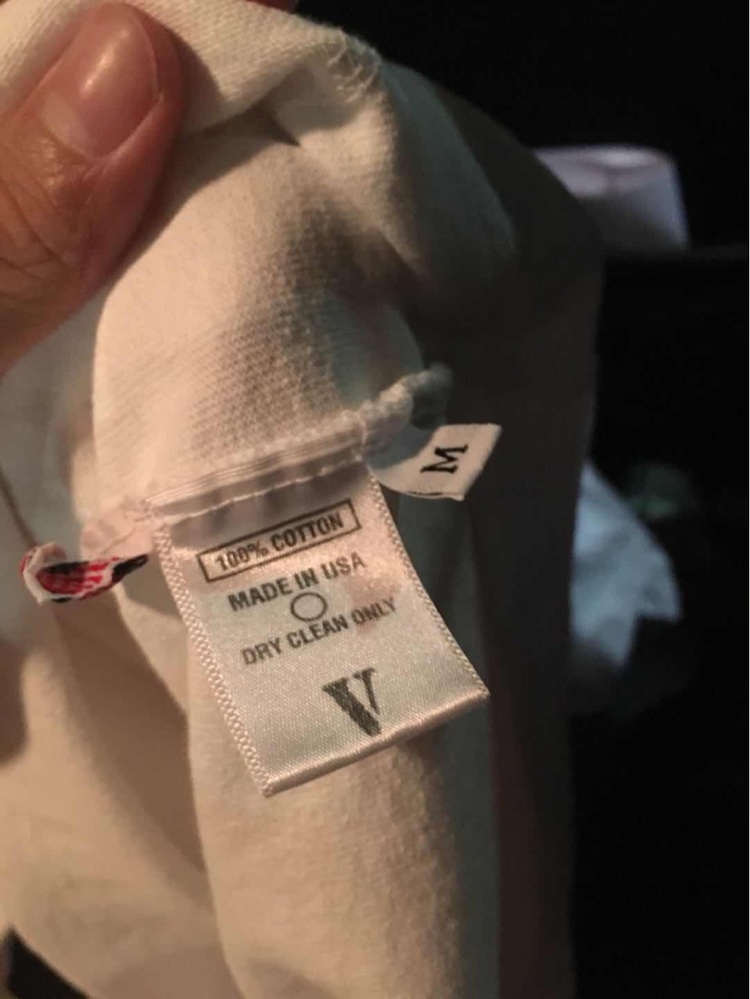 M
100% COTTON
MADE IN USA
DRY CLEAN ONLY
V